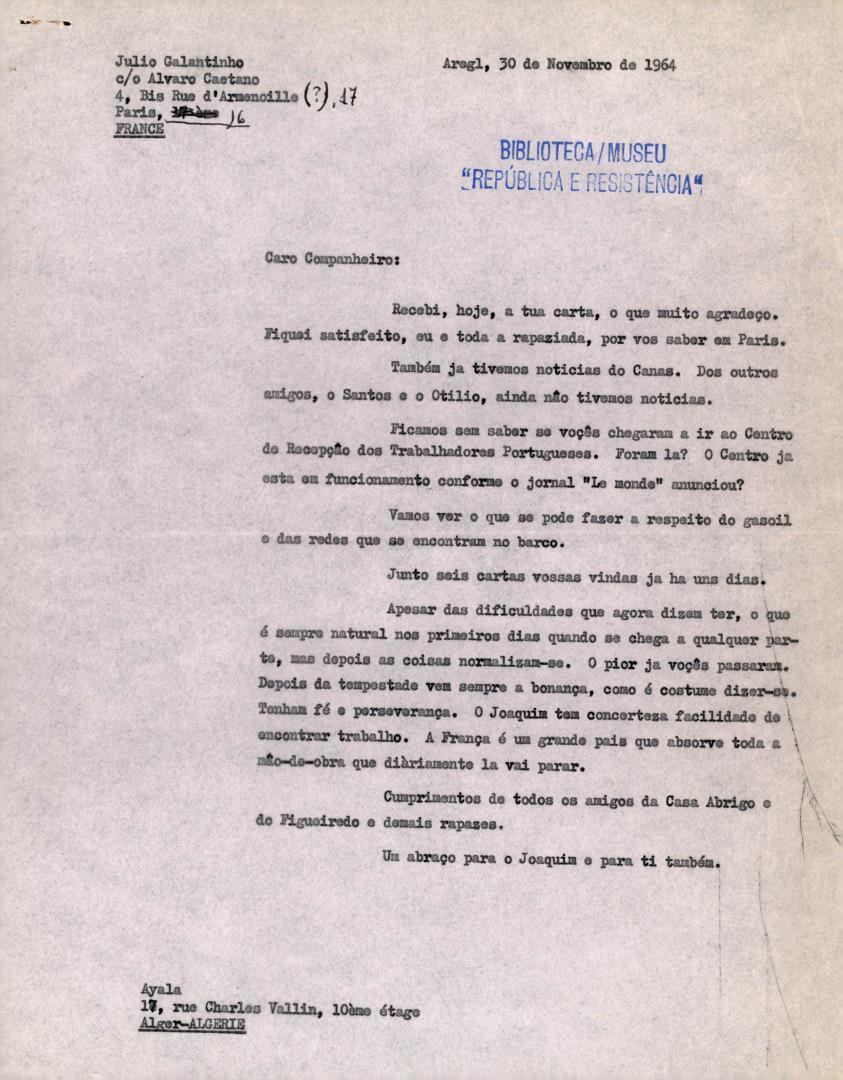 Julio Galantinho
c/o Alvaro Caetano
4, Bis Rue d'Armenoille (?), 17
Paris, 17ème 16
FRANCE
Aregl, 30 de Novembro de 1964
BIBLIOTECA/MUSEU
"REPÚBLICA E RESISTÊNCIA"
Caro Companheiro:
Recebi, hoje, a tua carta, o que muito agradeço.
Fiquei satisfeito, eu e toda a rapaziada, por vos saber em Paris.
Também ja tivemos noticias do Canas. Dos outros
amigos, o Santos e o Otilio, ainda não tivemos noticias.
Ficamos sem saber se voçês chegaram a ir ao Centro
de Recepção dos Trabalhadores Portugueses. Foram la? O Centro ja
esta em funcionamento conforme o jornal "Le monde" anunciou?
Vamos ver o que se pode fazer a respeito do gasoil
e das redes que se encontram no barco.
Junto seis cartas vossas vindas ja ha uns dias.
Apesar das dificuldades que agora dizem ter, o que
é sempre natural nos primeiros dias quando se chega a qualquer par-
te, mas depois as coisas normalizam-se. O pior ja voçês passaram.
Depois da tempestade vem sempre a bonança, como é costume dizer-se.
Tenham fé e perseverança. O Joaquim tem concerteza facilidade de
encontrar trabalho. A França é um grande pais que absorve toda a
mão-de-obra que diàriamente la vai parar.
Cumprimentos de todos os amigos da Casa Abrigo e
do Figueiredo e demais rapazes.
Um abraço para o Joaquim e para ti também.
Ayala
17, rue Charles Vallin, 10ème étage
Alger-ALGERIE